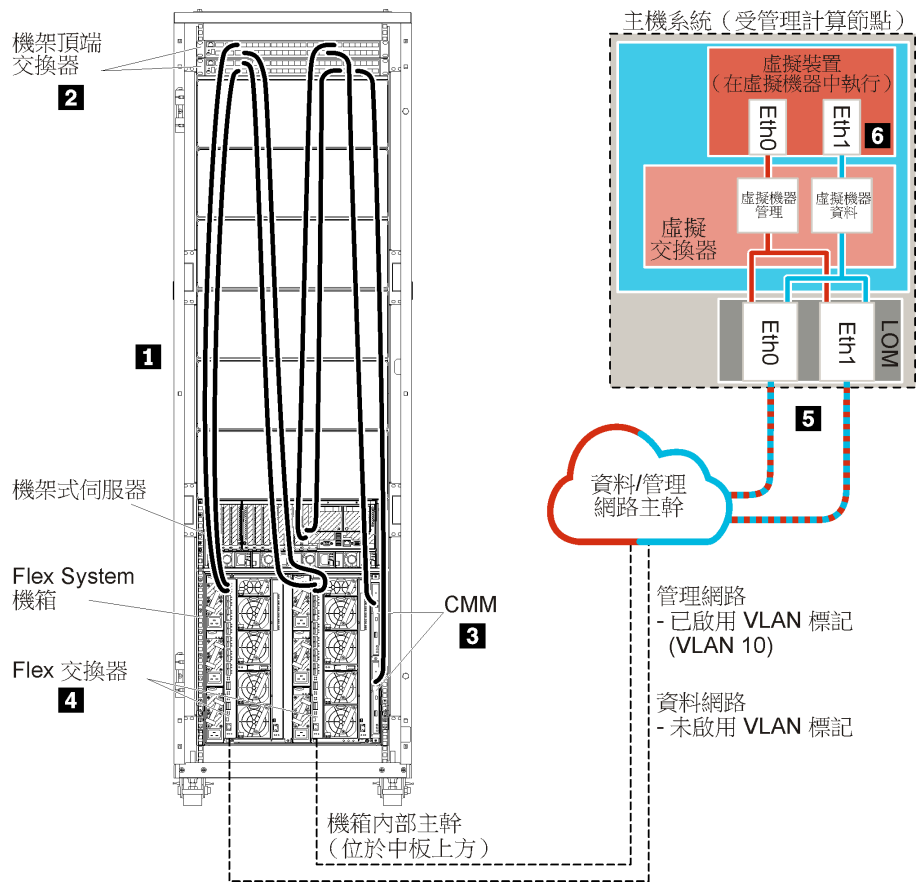 機架頂端
交換器
2
1
機架式伺服器
Flex System
機箱
Flex 交換器
4
CMM
3
機箱內部主幹
（位於中板上方）
主機系統（受管理計算節點）
虛擬裝置
（在虛擬機器中執行）
Eth0
Eth1
6
虛擬機器
管理
虛擬機器
資料
虛擬
交換器
Eth0
Eth1
LOM
5
資料/管理
網路主幹
管理網路
- 已啟用 VLAN 標記
(VLAN 10)
資料網路
- 未啟用 VLAN 標記